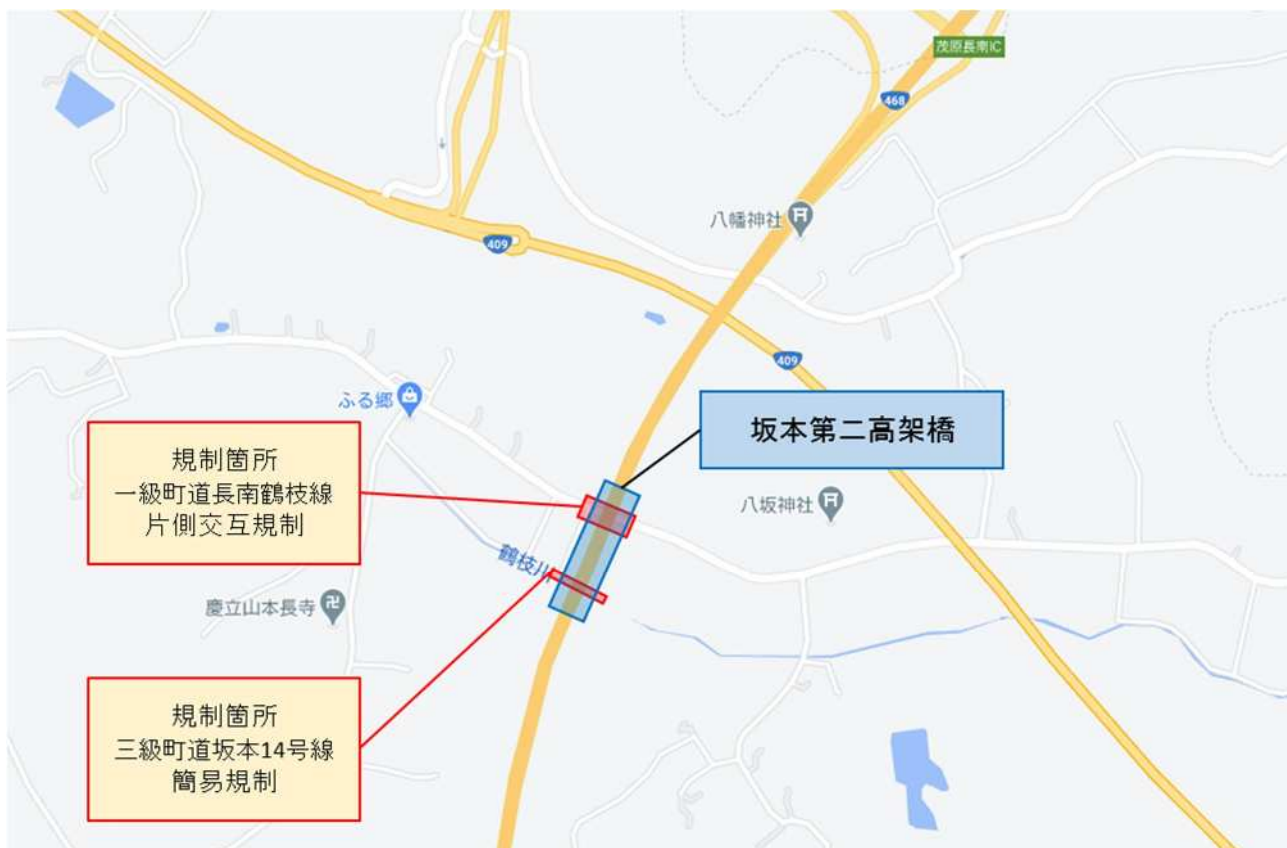 茂原長南IC
468
八幡神社
409
409
ふる郷
坂本第二高架橋
規制箇所
一級町道長南鶴枝線
片側交互規制
八坂神社
鶴枝川
慶立山本長寺
規制箇所
三級町道坂本14号線
簡易規制